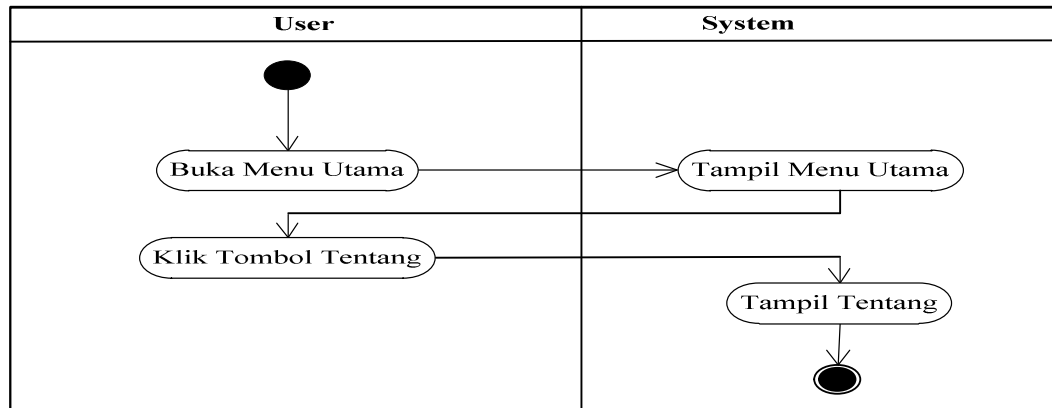 User
System
Buka Menu Utama
Tampil Menu Utama
Klik Tombol Tentang
Tampil Tentang